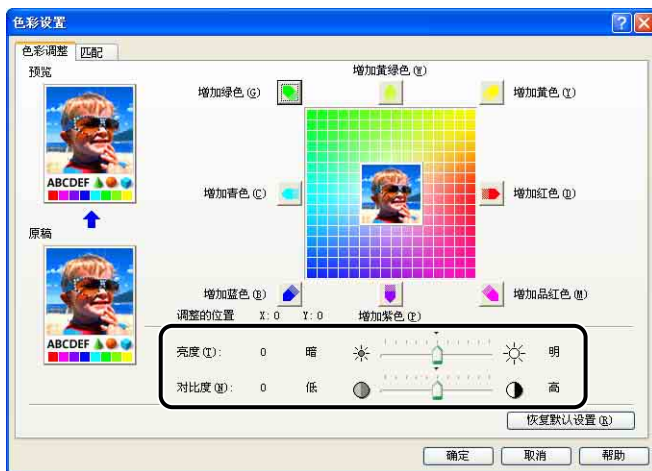 色彩设置
色彩调整 匹配
预览
增加黄绿色(W)
增加绿色(G)
增加黄色(Y)
ABCDEF
增加青色(C)
增加红色(D)
原稿
增加蓝色(B)
增加品红色(M)
调整的位置 X: 0 Y: 0 增加紫色(P)
ABCDEF
亮度(T): 0 暗 明
对比度(N): 0 低 高
恢复默认设置(R)
确定 取消 帮助